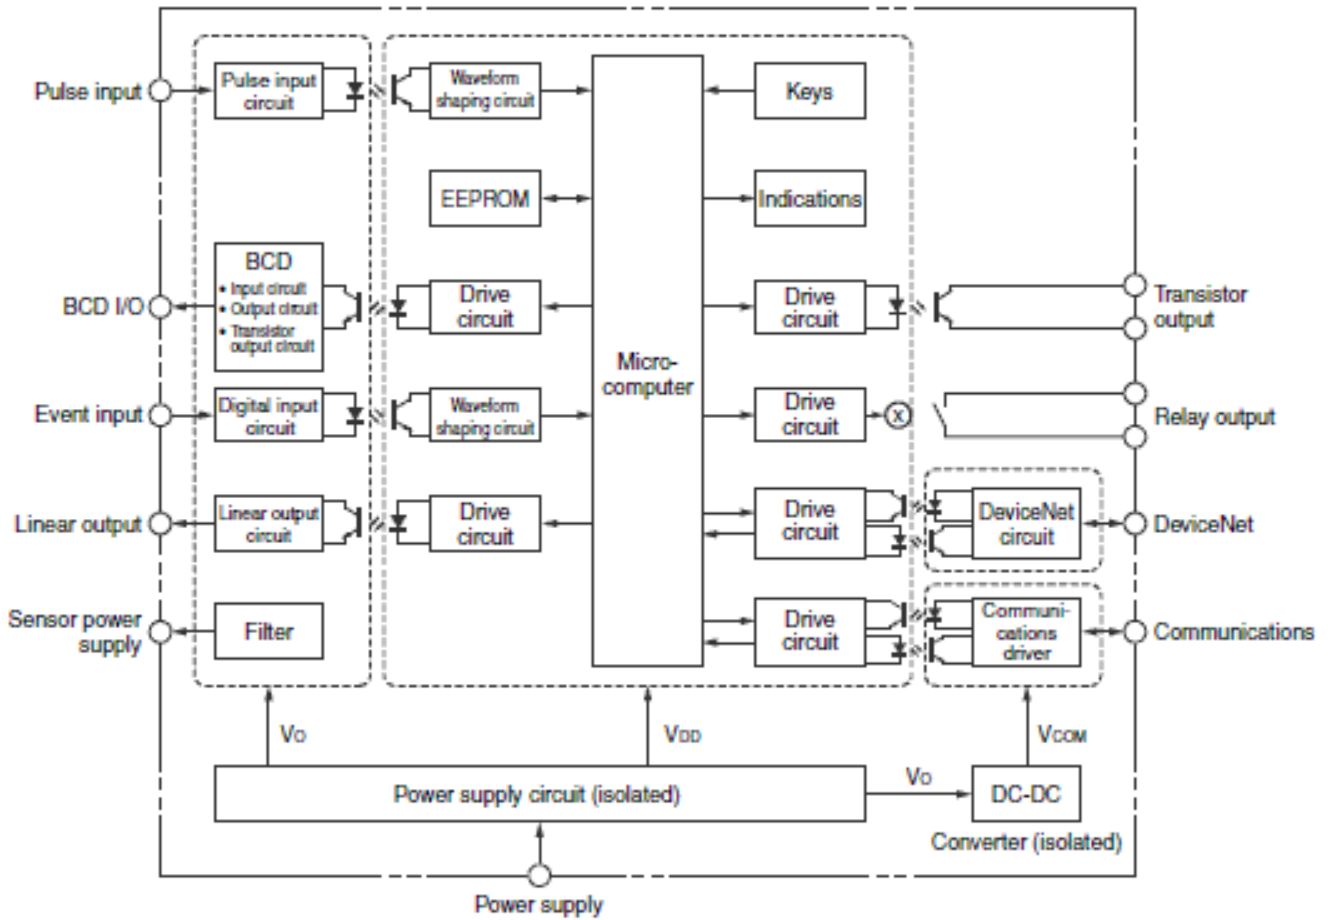 Pulse input
Pulse input
circuit
Waveform
shaping circuit
Keys
EEPROM
Indications
BCD I/O
BCD
• Input circuit
• Output circuit
• Transistor
output circuit
Drive
circuit
Micro-
computer
Drive
circuit
Transistor
output
Event input
Digital input
circuit
Waveform
shaping circuit
Drive
circuit
X
Relay output
Linear output
Linear output
circuit
Drive
circuit
Drive
circuit
DeviceNet
circuit
DeviceNet
Sensor power
supply
Filter
Drive
circuit
Communi-
cations
driver
Communications
VO
VDD
VCOM
Power supply circuit (isolated)
VO
DC-DC
Converter (isolated)
Power supply